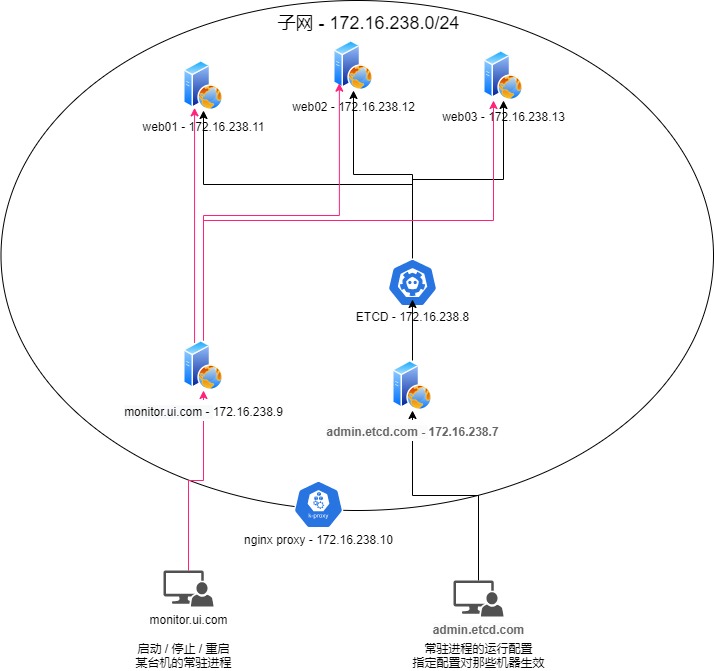 子网 - 172.16.238.0/24
web01 - 172.16.238.11
web02 - 172.16.238.12
web03 - 172.16.238.13
ETCD - 172.16.238.8
monitor.ui.com - 172.16.238.9
admin.etcd.com - 172.16.238.7
k-proxy
nginx proxy - 172.16.238.10
monitor.ui.com
启动 / 停止 / 重启
某台机的常驻进程
admin.etcd.com
常驻进程的运行配置
指定配置对那些机器生效